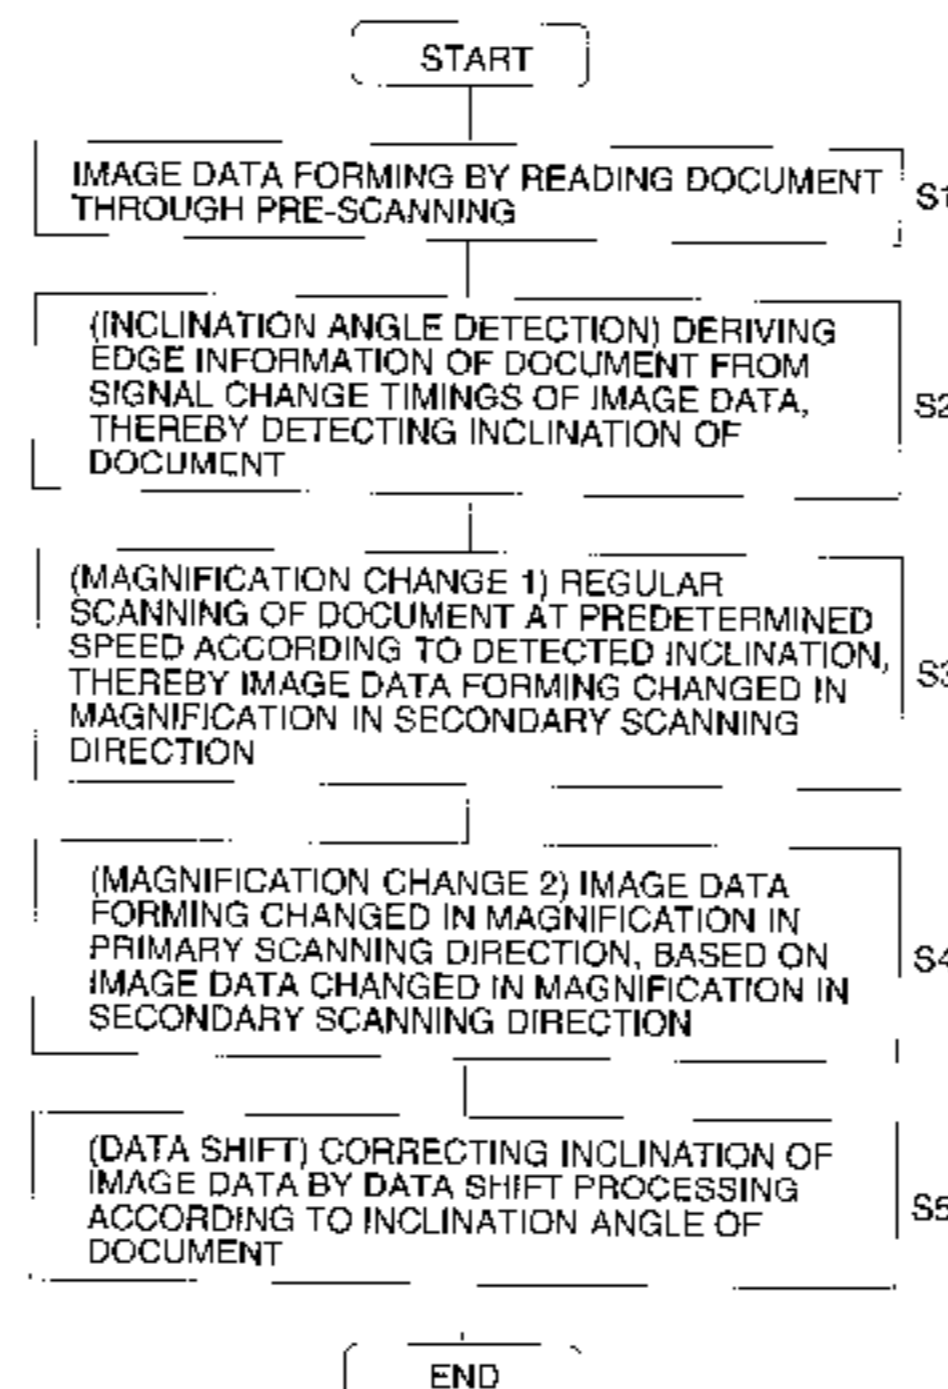 START
IMAGE DATA FORMING BY READING DOCUMENT
THROUGH PRE-SCANNING
S1
(INCLINATION ANGLE DETECTION) DERIVING
EDGE INFORMATION OF DOCUMENT FROM
SIGNAL CHANGE TIMINGS OF IMAGE DATA,
THEREBY DETECTING INCLINATION OF
DOCUMENT
S2
(MAGNIFICATION CHANGE 1) REGULAR
SCANNING OF DOCUMENT AT PREDETERMINED
SPEED ACCORDING TO DETECTED INCLINATION,
THEREBY IMAGE DATA FORMING CHANGED IN
MAGNIFICATION IN SECONDARY SCANNING
DIRECTION
S3
(MAGNIFICATION CHANGE 2) IMAGE DATA
FORMING CHANGED IN MAGNIFICATION IN
PRIMARY SCANNING DIRECTION, BASED ON
IMAGE DATA CHANGED IN MAGNIFICATION IN
SECONDARY SCANNING DIRECTION
S4
(DATA SHIFT) CORRECTING INCLINATION OF
IMAGE DATA BY DATA SHIFT PROCESSING
ACCORDING TO INCLINATION ANGLE OF
DOCUMENT
S5
END